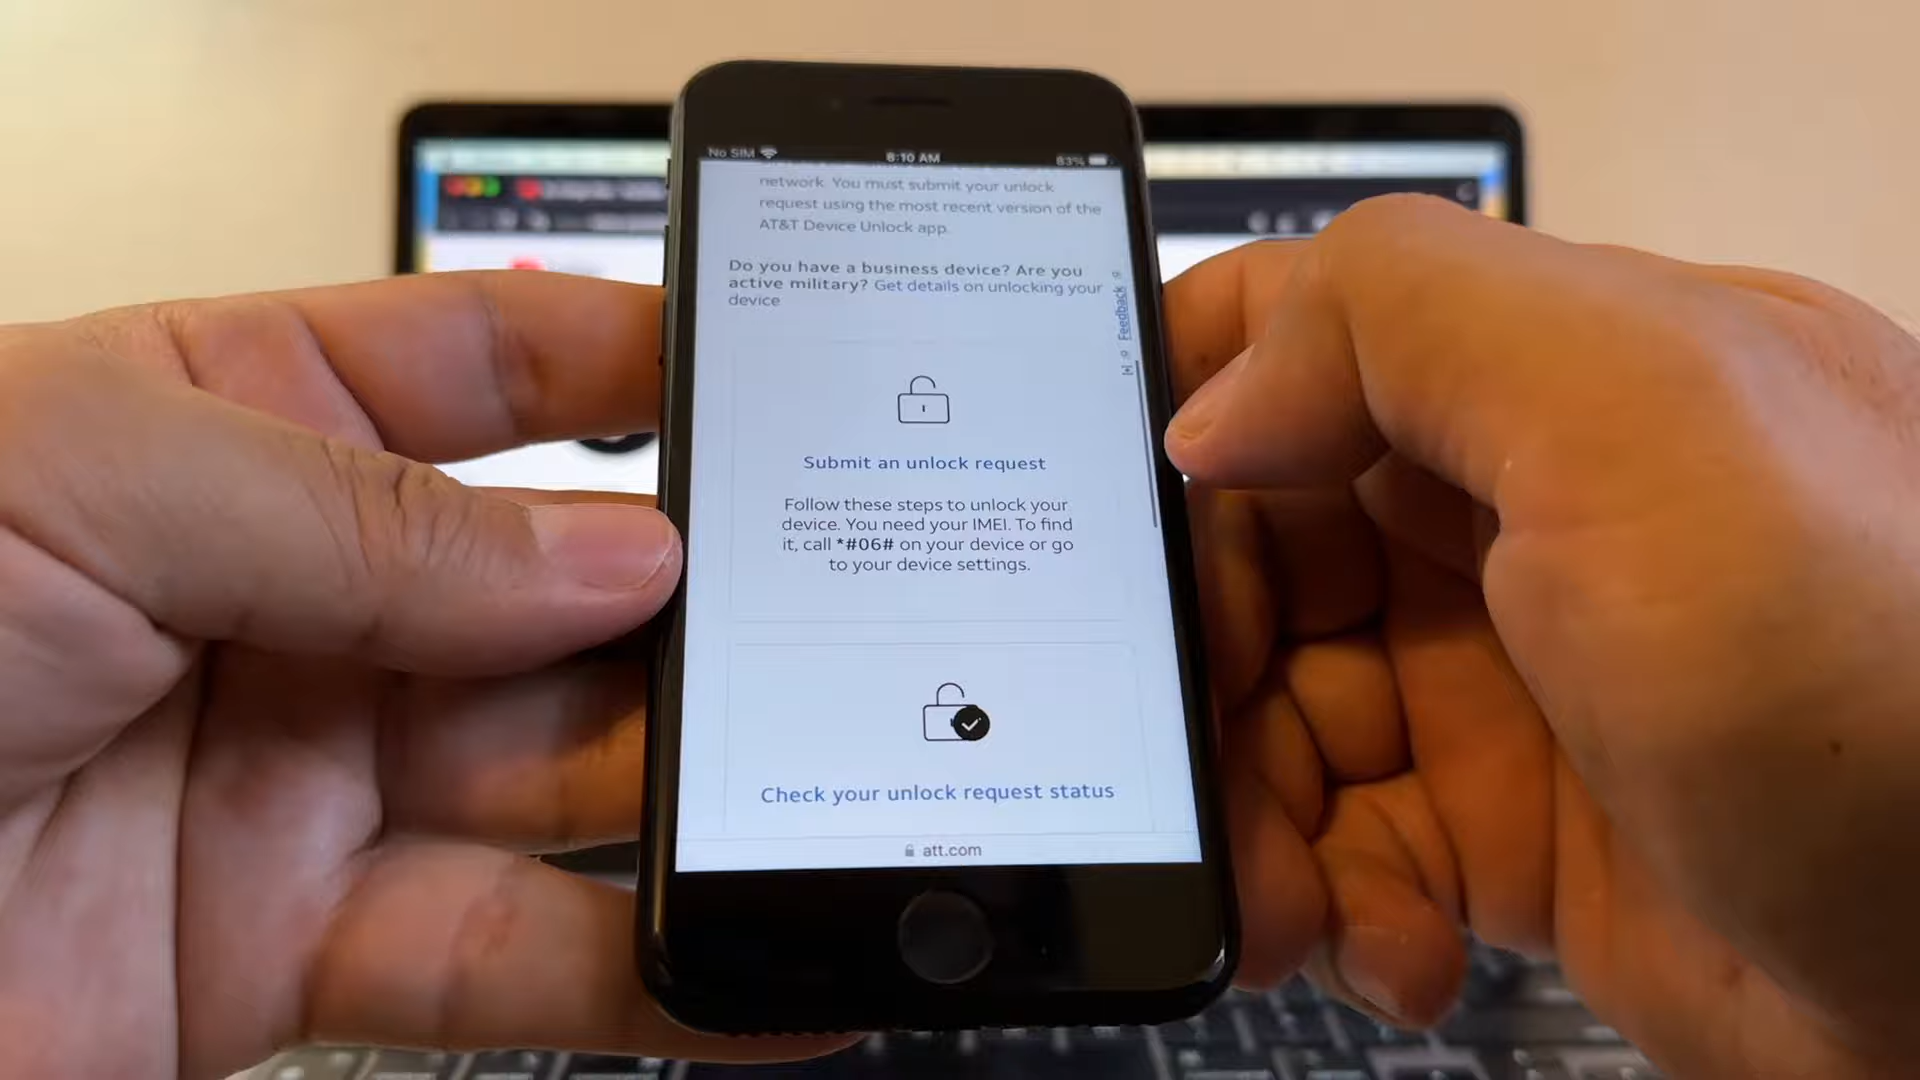 No SIM 8:10 AM 83%
network. You must submit your unlock
request using the most recent version of the
AT&T Device Unlock app.
Do you have a business device? Are you
active military? Get details on unlocking your
device
Feedback
Submit an unlock request
Follow these steps to unlock your
device. You need your IMEI. To find
it, call *#06# on your device or go
to your device settings.
Check your unlock request status
att.com